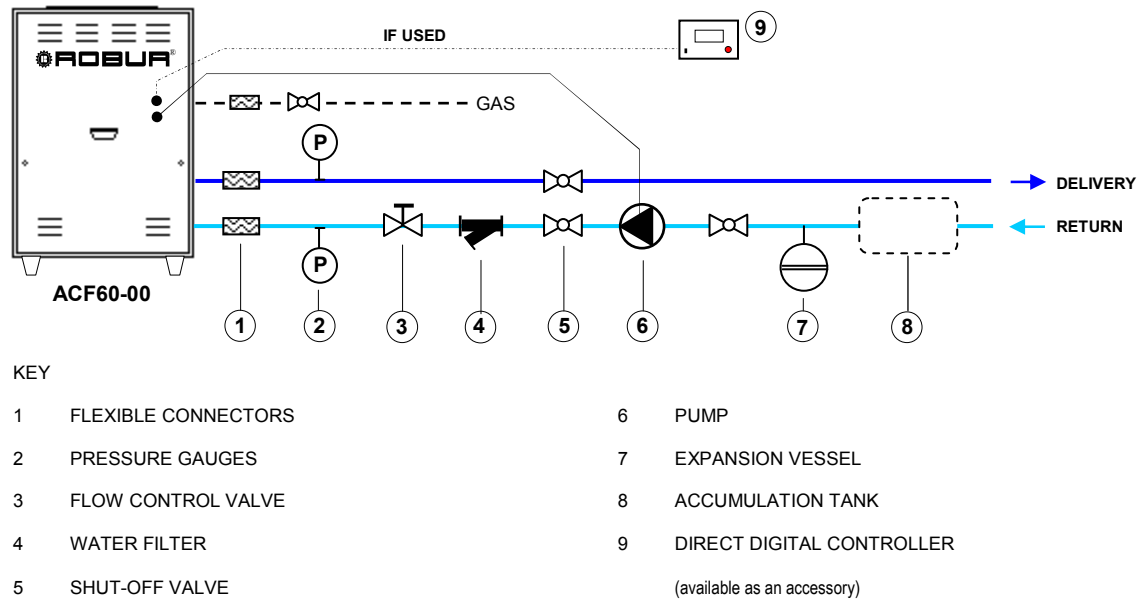 IF USED
9
ROBUR®
GAS
P
DELIVERY
RETURN
P
ACF60-00
1 2 3 4 5 6 7 8
KEY
1 FLEXIBLE CONNECTORS
2 PRESSURE GAUGES
3 FLOW CONTROL VALVE
4 WATER FILTER
5 SHUT-OFF VALVE
6 PUMP
7 EXPANSION VESSEL
8 ACCUMULATION TANK
9 DIRECT DIGITAL CONTROLLER
(available as an accessory)